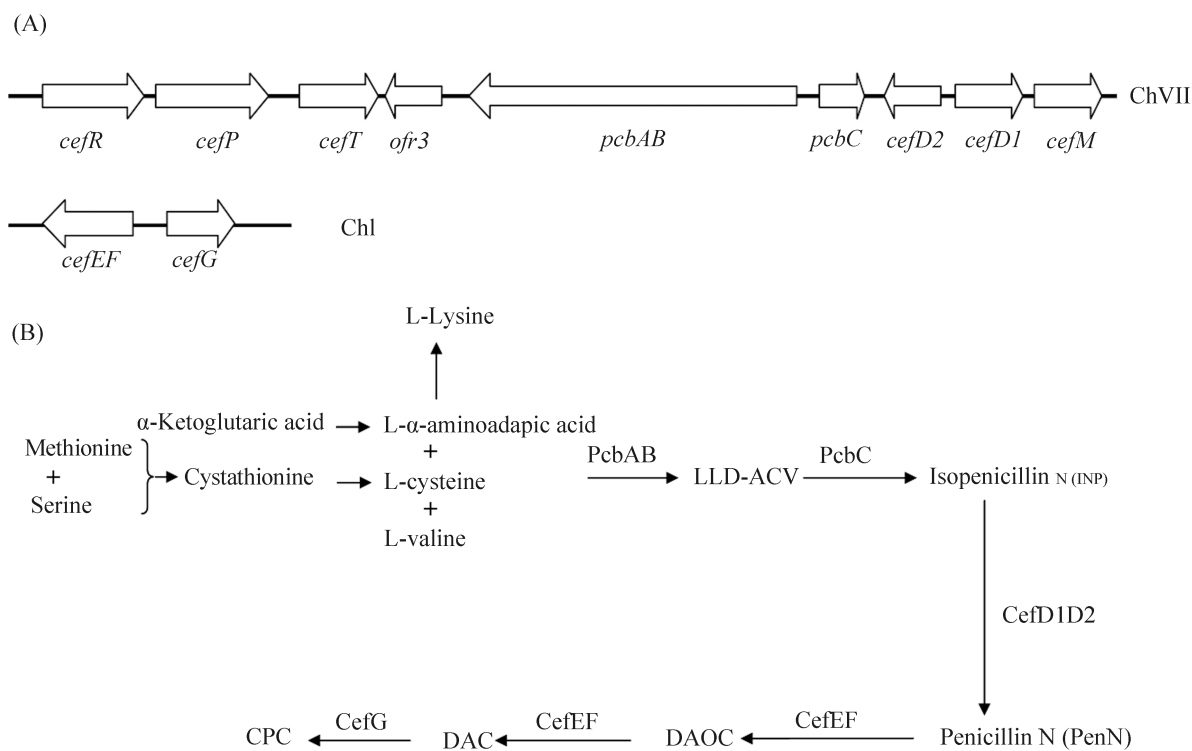 (A)
ChVII
cefR cefP cefT ofr3 pcbAB pcbC cefD2 cefD1 cefM
ChI
cefEF cefG
(B)
L-Lysine
α-Ketoglutaric acid
L-α-aminoadapic acid
Methionine
+
Serine
Cystathionine
+
L-cysteine
+
L-valine
PcbAB
LLD-ACV
PcbC
Isopenicillin N (INP)
CefD1D2
CPC
CefG
DAC
CefEF
DAOC
CefEF
Penicillin N (PenN)